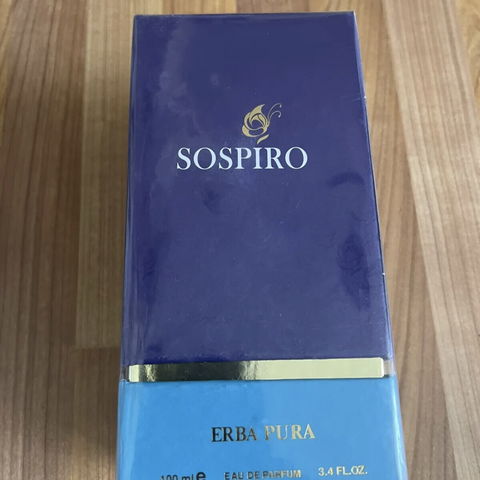 SOSPIRO
ERBA PURA
100 ml e EAU DE PARFUM 3.4 FL.OZ.